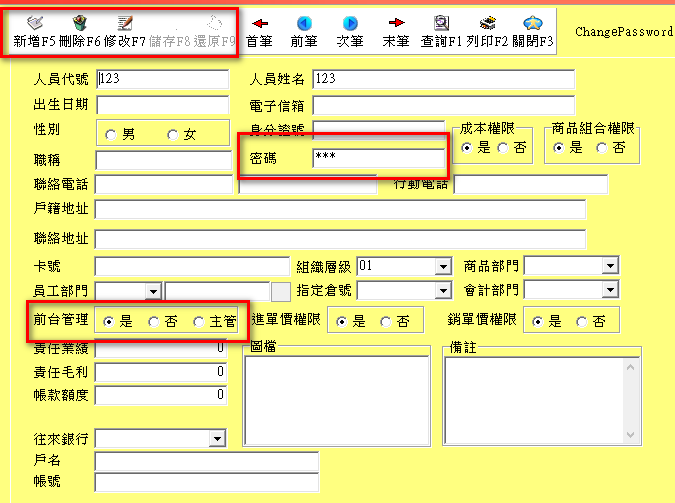 新增F5 刪除F6 修改F7 儲存F8 還原F9 首筆 前筆 次筆 末筆 查詢F1 列印F2 關閉F3 ChangePassword
人員代號 123 人員姓名 123
出生日期 電子信箱
性別 男 女 身分證號 成本權限 是 否 商品組合權限 是 否
職稱 密碼 ***
聯絡電話 行動電話
戶籍地址
聯絡地址
卡號 組織層級 01 商品部門
員工部門 指定倉號 會計部門
前台管理 是 否 主管 進單價權限 是 否 銷單價權限 是 否
責任業績 0 圖檔 備註
責任毛利 0
帳款額度 0
往來銀行
戶名
帳號